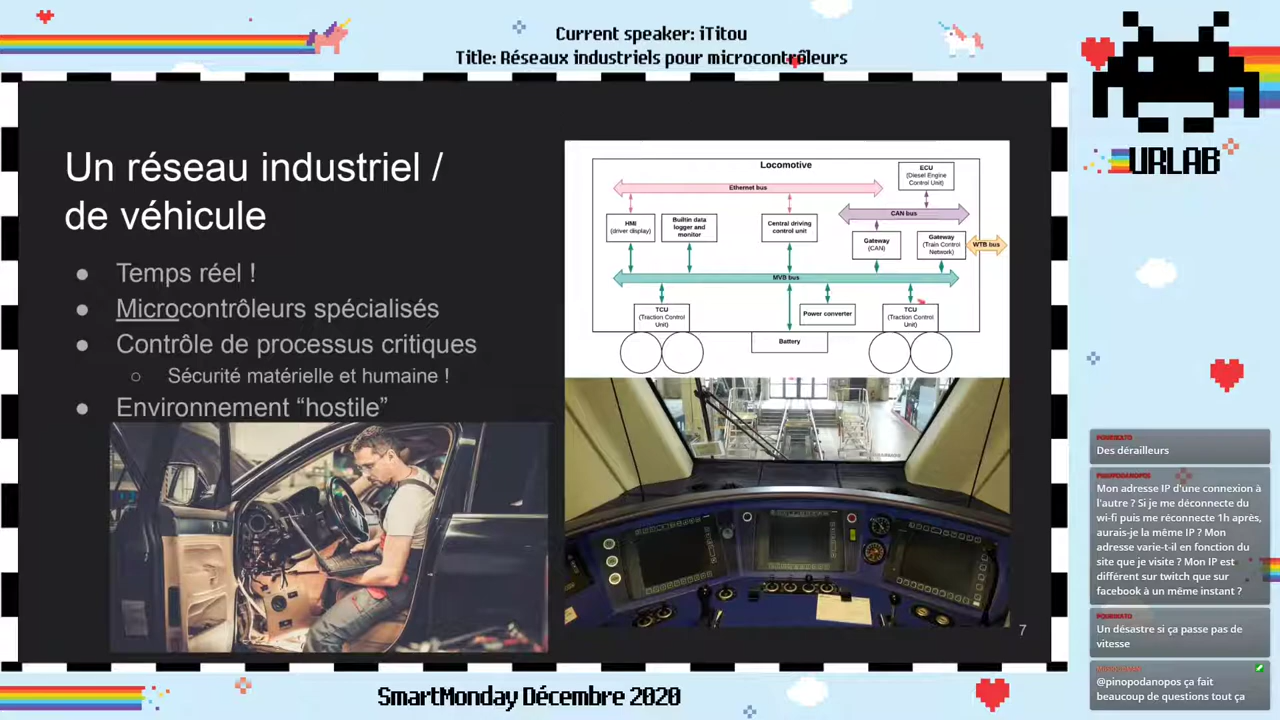 Current speaker: iTitou
Title: Réseaux industriels pour microcontrôleurs
URLAB
Un réseau industriel /
de véhicule
Temps réel !
Microcontrôleurs spécialisés
Contrôle de processus critiques
Sécurité matérielle et humaine !
Environnement “hostile”
Locomotive
ECU
(Diesel Engine
Control Unit)
Ethernet bus
CAN bus
HMI
(driver display)
Builtin data
logger and
monitor
Central driving
control unit
Gateway
(CAN)
Gateway
(Train Control
Network)
WTB bus
MVB bus
TCU
(Traction Control
Unit)
Power converter
TCU
(Traction Control
Unit)
Battery
7
Des dérailleurs
PINOPODANOPOS
Mon adresse IP d'une connexion à
l'autre ? Si je me déconnecte du
wi-fi puis me réconnecte 1h après,
aurais-je la même IP ? Mon
adresse varie-t-il en fonction du
site que je visite ? Mon IP est
différent sur twitch que sur
facebook à un même instant ?
Un désastre si ça passe pas de
vitesse
@pinopodanopos ça fait
beaucoup de questions tout ça
SmartMonday Décembre 2020